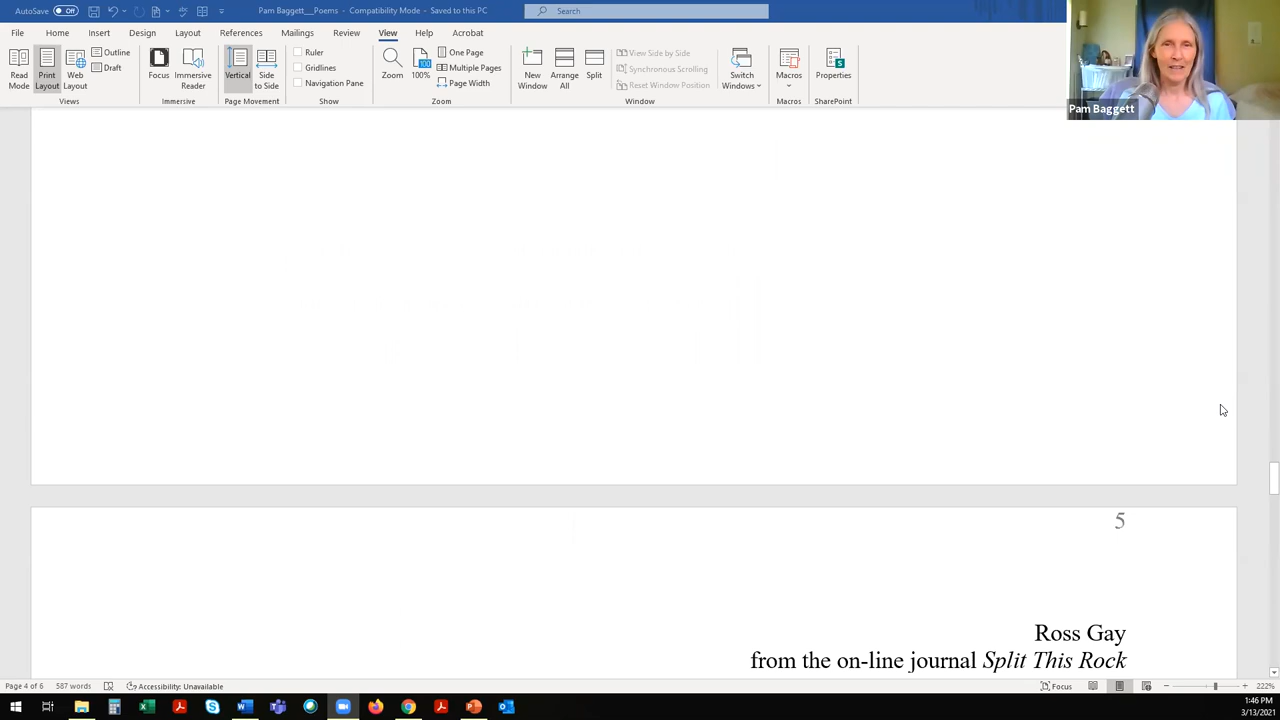 AutoSave Off Pam Baggett__Poems - Compatibility Mode - Saved to this PC Search
File Home Insert Design Layout References Mailings Review View Help Acrobat
Read Mode
Print Layout
Web Layout
Outline
Draft
Views
Focus
Immersive Reader
Immersive
Vertical
Side to Side
Page Movement
Ruler
Gridlines
Navigation Pane
Show
Zoom
100
100%
One Page
Multiple Pages
Page Width
Zoom
New Window
Arrange All
Split
View Side by Side
Synchronous Scrolling
Reset Window Position
Window
Switch Windows
Macros
Macros
Properties
SharePoint
Pam Baggett
5
Ross Gay
from the on-line journal Split This Rock
Page 4 of 6 587 words Accessibility: Unavailable Focus 222%
1:46 PM
3/13/2021